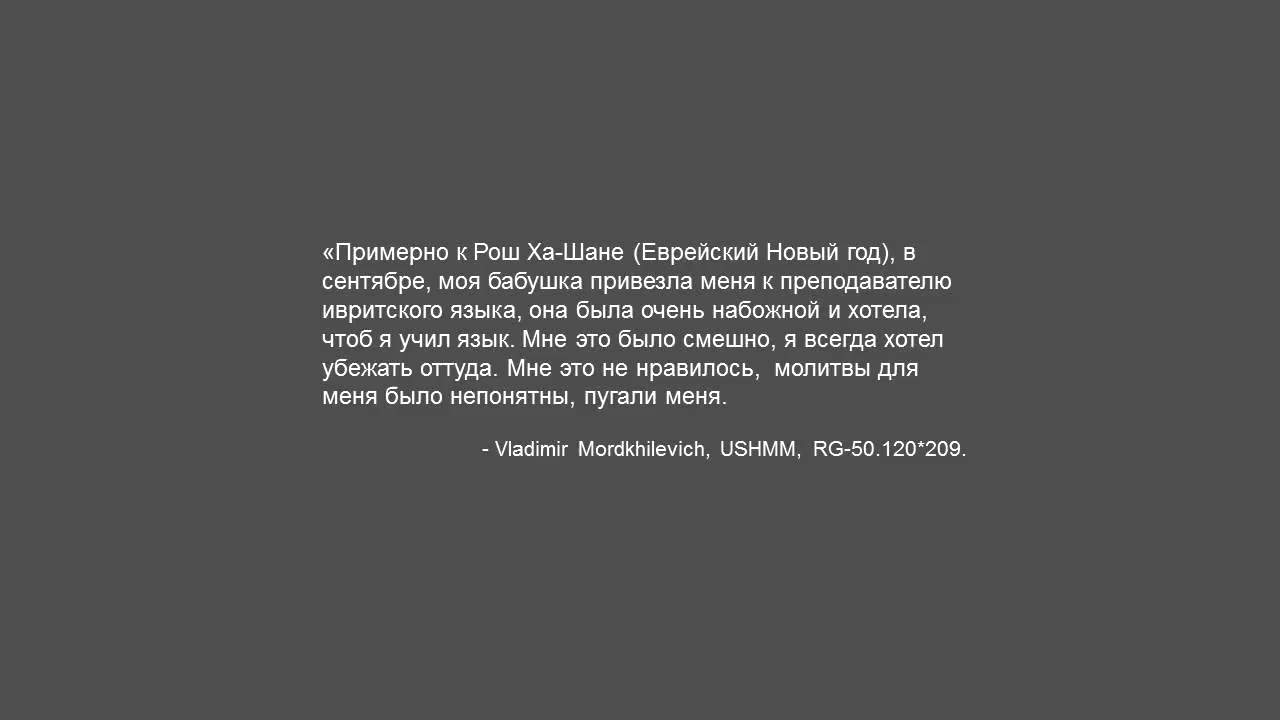 «Примерно к Рош Ха-Шане (Еврейский Новый год), в
сентябре, моя бабушка привезла меня к преподавателю
ивритского языка, она была очень набожной и хотела,
чтоб я учил язык. Мне это было смешно, я всегда хотел
убежать оттуда. Мне это не нравилось, молитвы для
меня было непонятны, пугали меня.
- Vladimir Mordkhilevich, USHMM, RG-50.120*209.